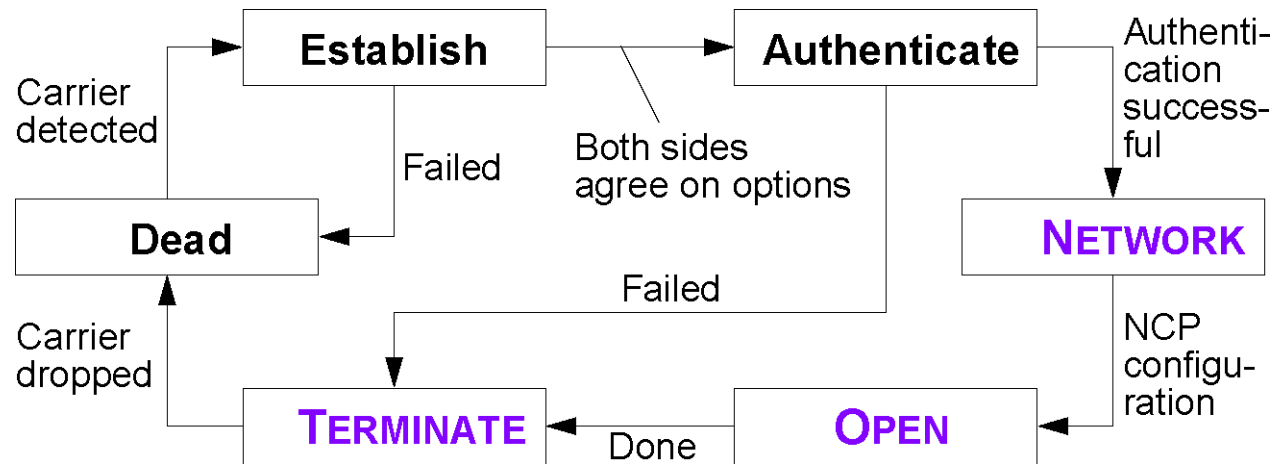 Establish
Authenticate
Authenti-
cation
success-
ful
Carrier
detected
Failed
Both sides
agree on options
Dead
NETWORK
Failed
Carrier
dropped
NCP
configu-
ration
TERMINATE
Done
OPEN